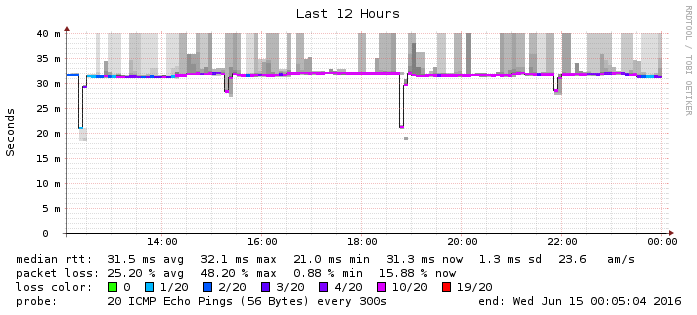 Last 12 Hours
RRDTOOL / TOBI OETIKER
Seconds
40 m
35 m
30 m
25 m
20 m
15 m
10 m
5 m
0
14:00 16:00 18:00 20:00 22:00 00:00
median rtt: 31.5 ms avg 32.1 ms max 21.0 ms min 31.3 ms now 1.3 ms sd 23.6 am/s
packet loss: 25.20 % avg 48.20 % max 0.88 % min 15.88 % now
loss color: 0 1/20 2/20 3/20 4/20 10/20 19/20
probe: 20 ICMP Echo Pings (56 Bytes) every 300s end: Wed Jun 15 00:05:04 2016